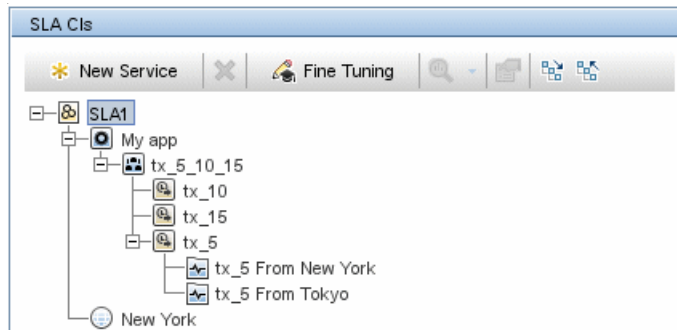 SLA CIs
New Service Fine Tuning
SLA1
My app
tx_5_10_15
tx_10
tx_15
tx_5
tx_5 From New York
tx_5 From Tokyo
New York